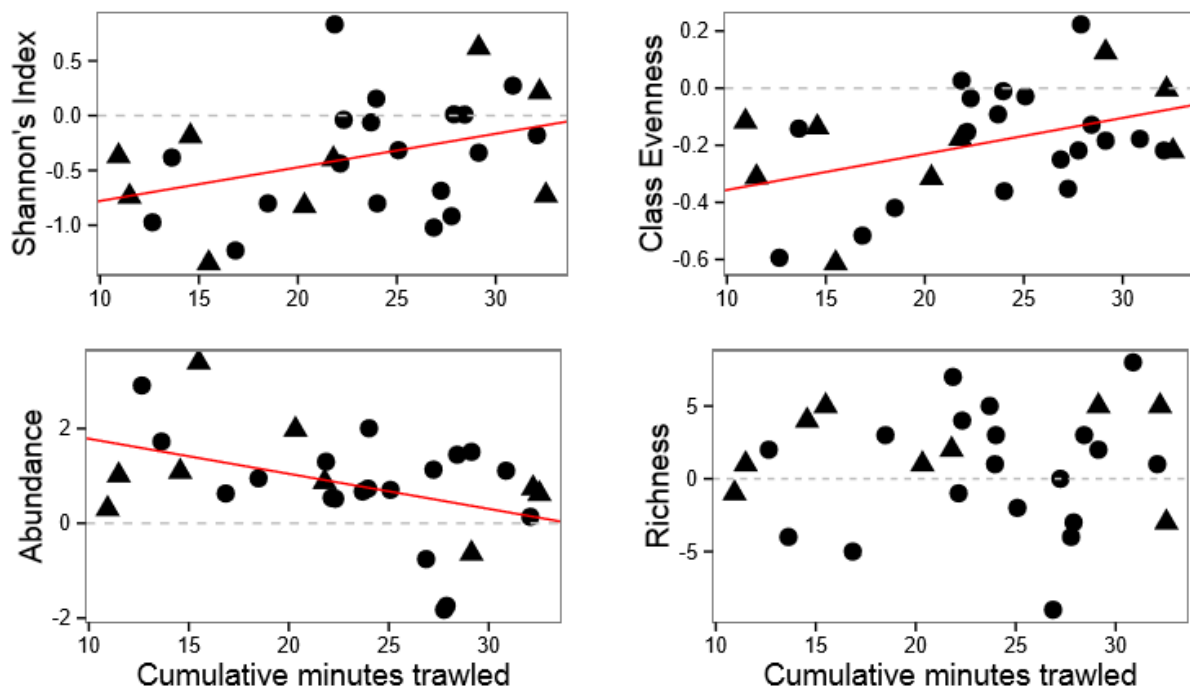 Shannon's Index
0.5
0.0
-0.5
-1.0
10 15 20 25 30
Class Evenness
0.2
0.0
-0.2
-0.4
-0.6
10 15 20 25 30
Abundance
2
0
-2
10 15 20 25 30
Cumulative minutes trawled
Richness
5
0
-5
10 15 20 25 30
Cumulative minutes trawled